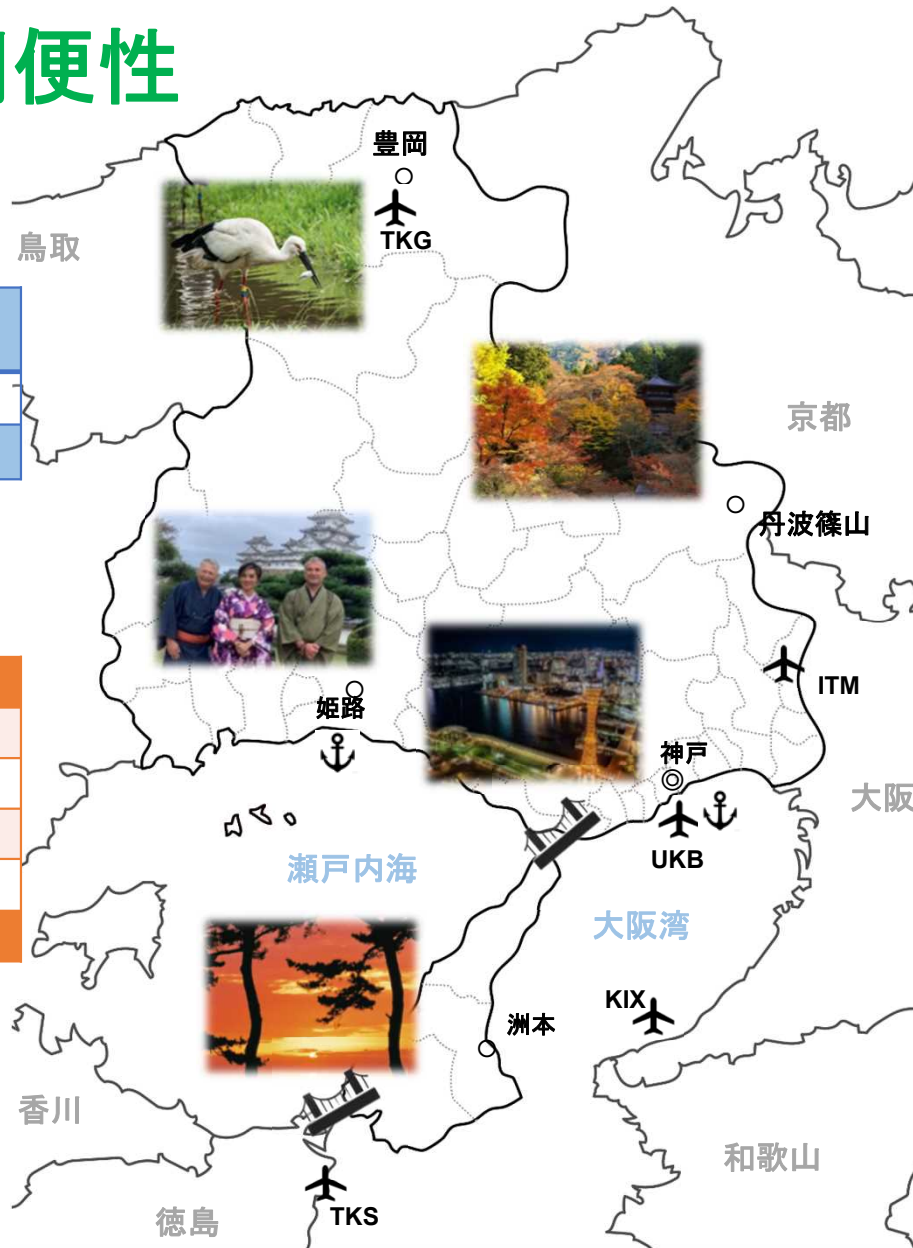 便性
豊岡
TKG
鳥取
京都
丹波篠山
ITM
姫路
神戸
大阪
UKB
瀬戸内海
大阪湾
KIX
洲本
香川
和歌山
TKS
徳島